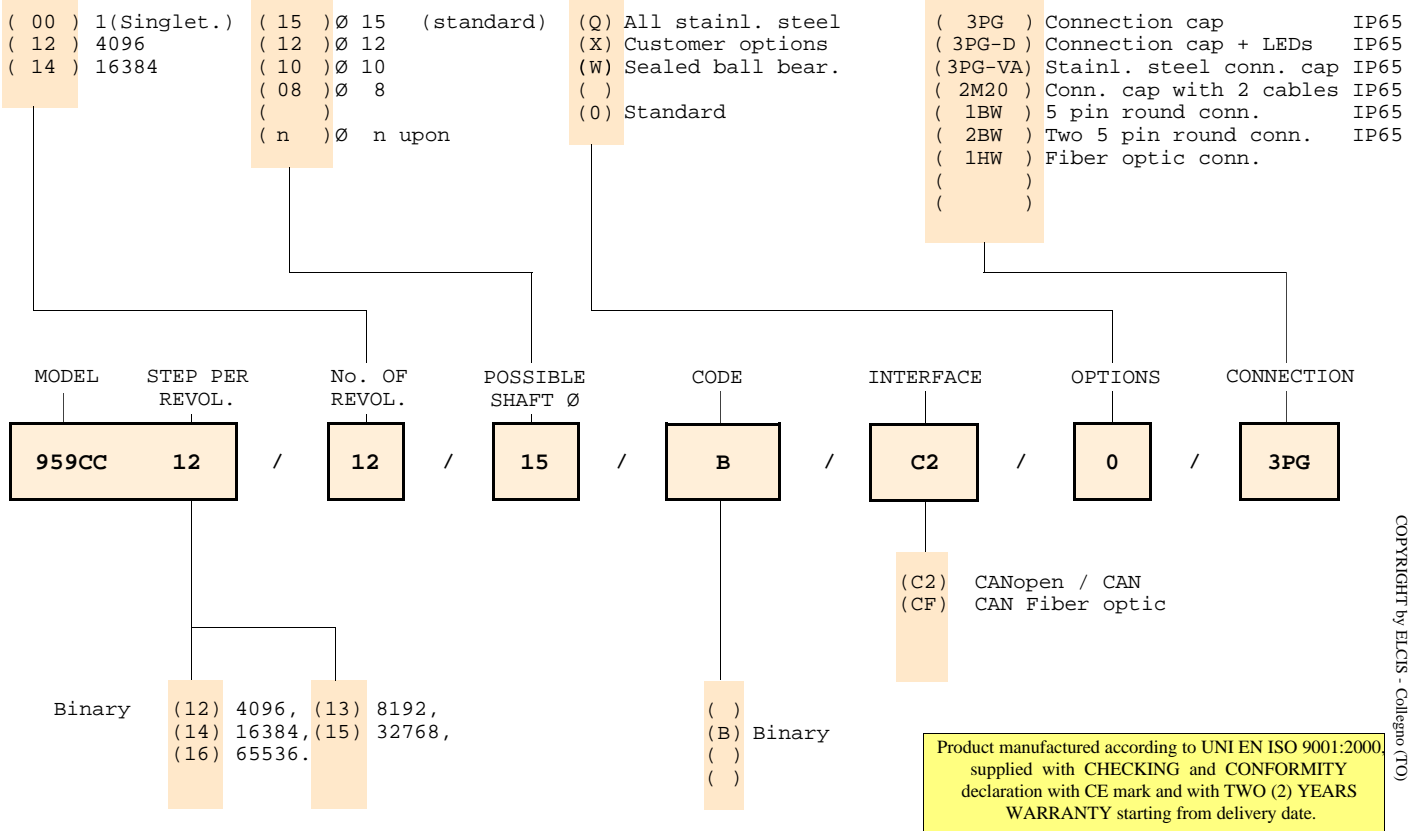 ( 00 ) 1(Singlet.) ( 15 )Ø 15 (standard) (Q) All stainl. steel ( 3PG ) Connection cap IP65
( 12 ) 4096 ( 12 )Ø 12 (X) Customer options ( 3PG-D ) Connection cap + LEDs IP65
( 14 ) 16384 ( 10 )Ø 10 (W) Sealed ball bear. (3PG-VA) Stainl. steel conn. cap IP65
( 08 )Ø 8 ( ) ( 2M20 ) Conn. cap with 2 cables IP65
( ) (0) Standard ( 1BW ) 5 pin round conn. IP65
( n )Ø n upon ( 2BW ) Two 5 pin round conn. IP65
( 1HW ) Fiber optic conn.
( )
( )
MODEL STEP PER No. OF POSSIBLE CODE INTERFACE OPTIONS CONNECTION
REVOL. REVOL. SHAFT Ø
959CC 12 / 12 / 15 / B / C2 / 0 / 3PG
(C2) CANopen / CAN
(CF) CAN Fiber optic
Binary (12) 4096, (13) 8192, ( )
(14) 16384,(15) 32768, (B) Binary
(16) 65536. ( )
( )
Product manufactured according to UNI EN ISO 9001:2000,
supplied with CHECKING and CONFORMITY
declaration with CE mark and with TWO (2) YEARS
WARRANTY starting from delivery date.
COPYRIGHT by ELCIS - Collegno (TO)